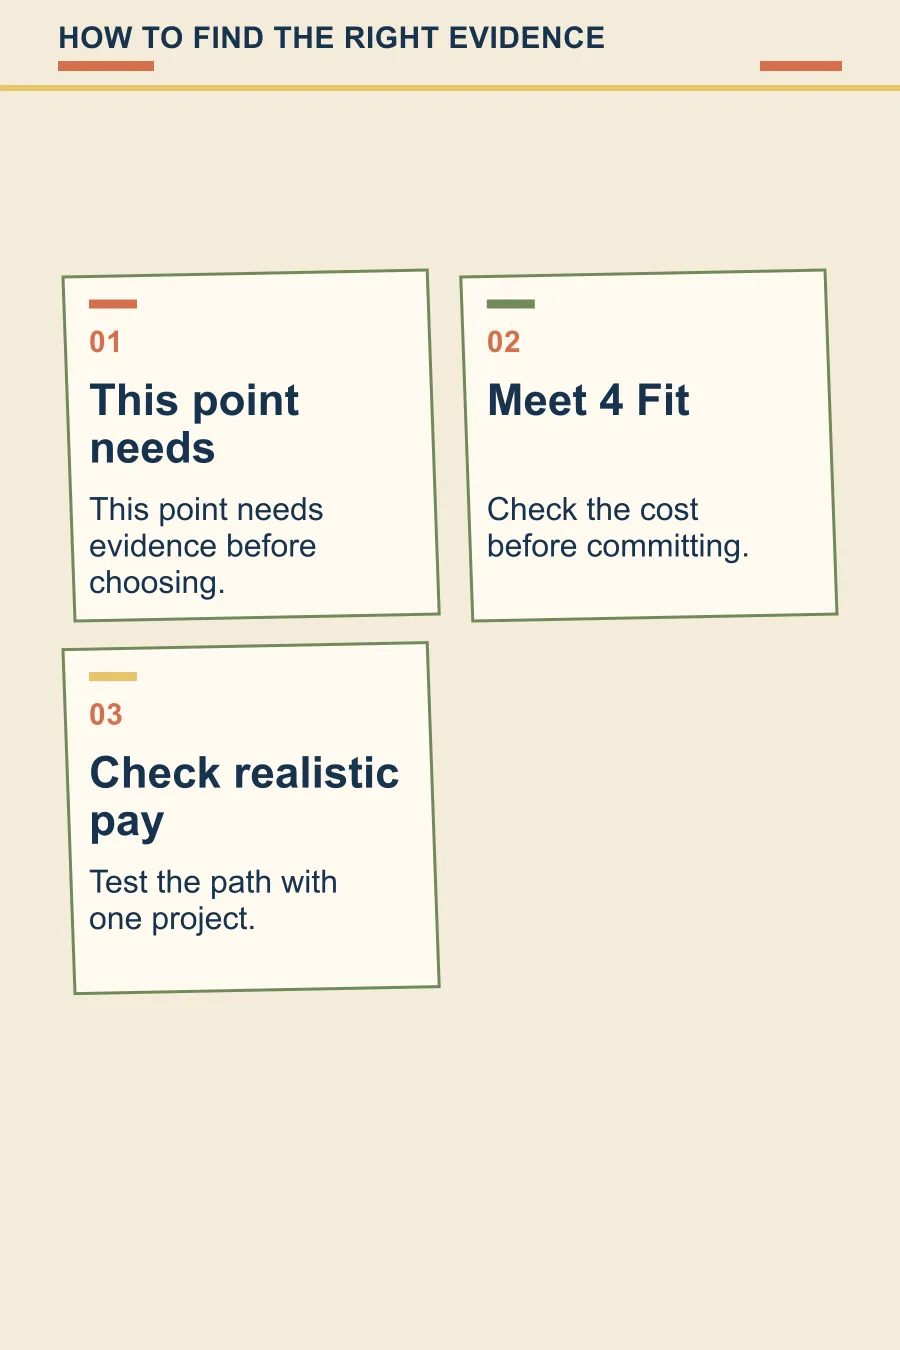 HOW TO FIND THE RIGHT EVIDENCE
01
This point
needs
This point needs
evidence before
choosing.
02
Meet 4 Fit
Check the cost
before committing.
03
Check realistic
pay
Test the path with
one project.